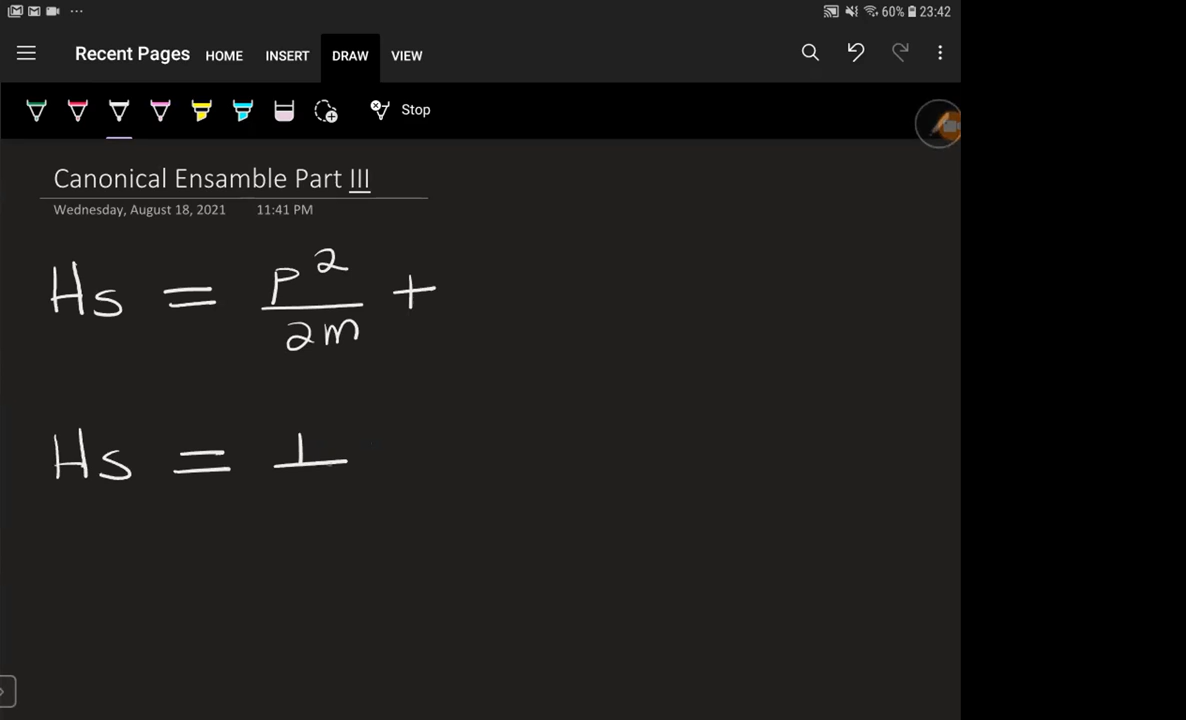 60% 23:42
Recent Pages HOME INSERT DRAW VIEW
Stop
Canonical Ensamble Part III
Wednesday, August 18, 2021 11:41 PM
Hs = p²/2m +
Hs = 1/